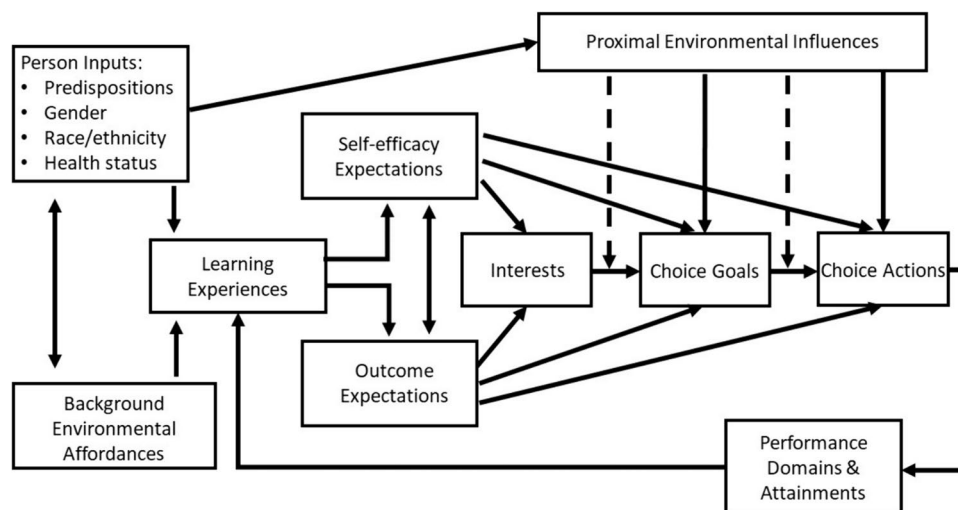 Proximal Environmental Influences
Person Inputs:
• Predispositions
• Gender
• Race/ethnicity
• Health status
Self-efficacy
Expectations
Learning
Experiences
Interests
Choice Goals
Choice Actions
Outcome
Expectations
Background
Environmental
Affordances
Performance
Domains &
Attainments